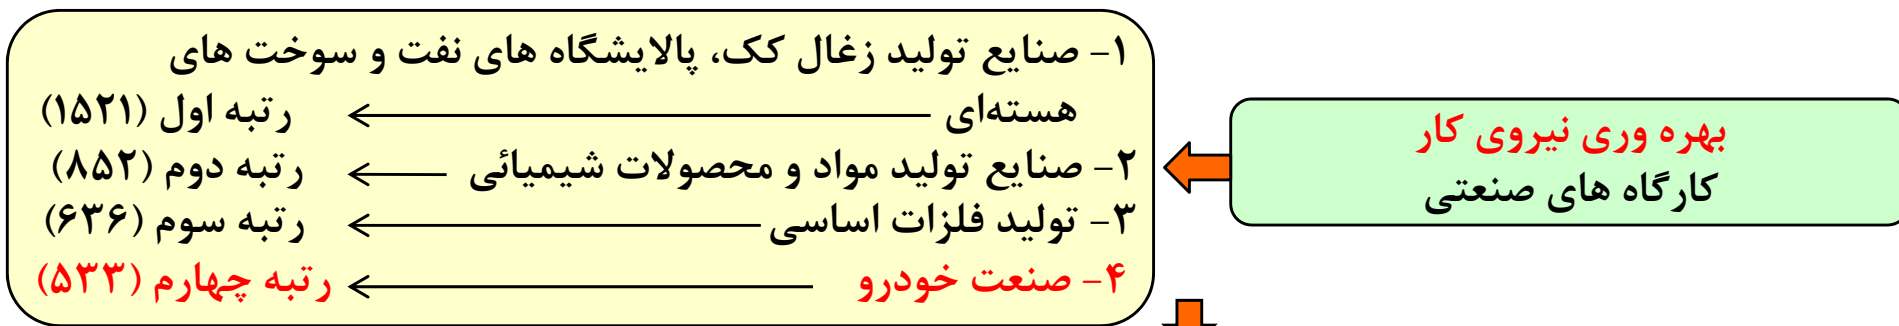 بهره وری نیروی کار
کارگاه های صنعتی
۱- صنایع تولید زغال کک، پالایشگاه های نفت و سوخت های
هسته‌ای رتبه اول (۱۵۲۱)
۲- صنایع تولید مواد و محصولات شیمیائی رتبه دوم (۸۵۲)
۳- تولید فلزات اساسی رتبه سوم (۶۳۶)
۴- صنعت خودرو رتبه چهارم (۵۳۳)